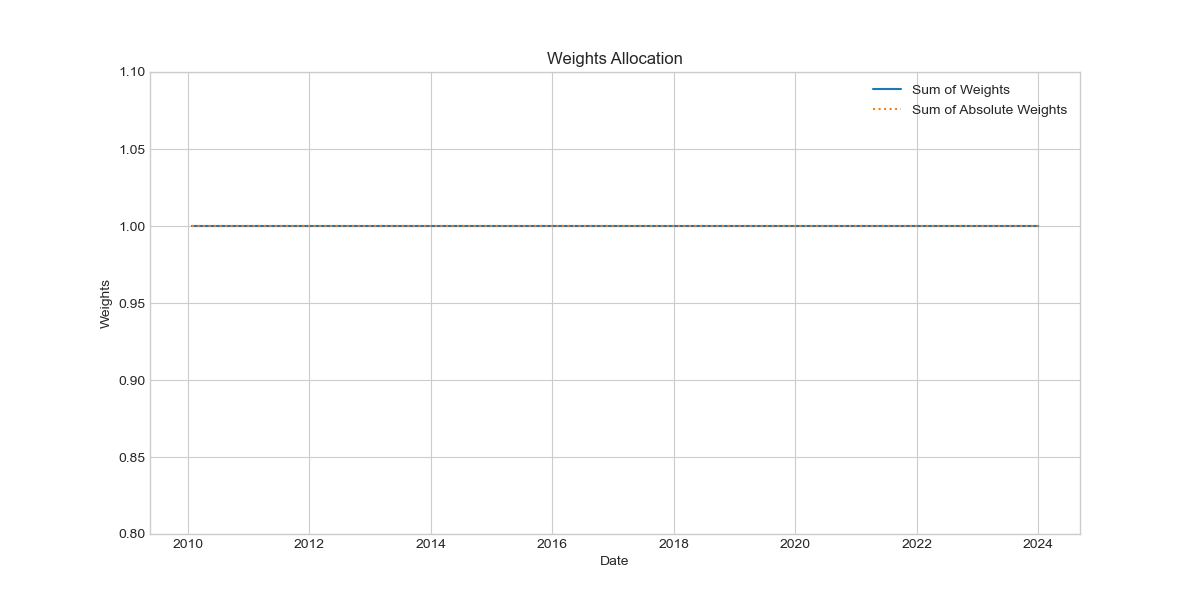 Weights Allocation
1.10
Sum of Weights
Sum of Absolute Weights
1.05
1.00
0.95
Weights
0.90
0.85
0.80
2010 2012 2014 2016 2018 2020 2022 2024
Date